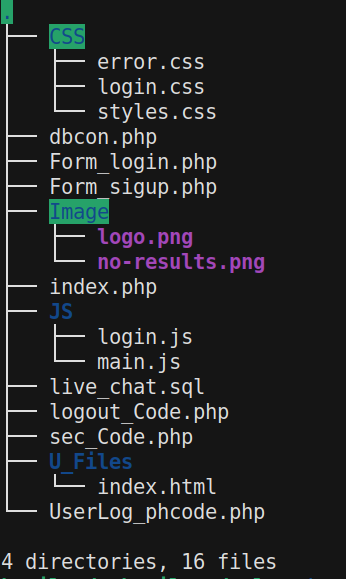 .
├── CSS
│   ├── error.css
│   ├── login.css
│   └── styles.css
├── dbcon.php
├── Form_login.php
├── Form_sigup.php
├── Image
│   ├── logo.png
│   └── no-results.png
├── index.php
├── JS
│   ├── login.js
│   └── main.js
├── live_chat.sql
├── logout_Code.php
├── sec_Code.php
├── U_Files
│   └── index.html
└── UserLog_phcode.php

4 directories, 16 files